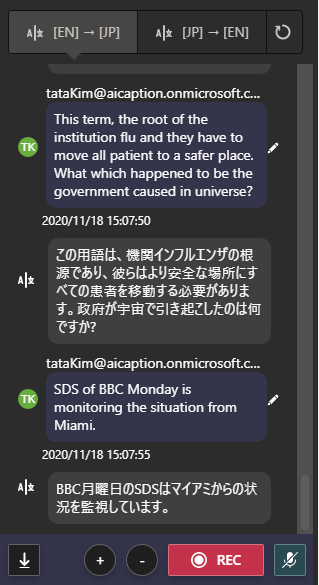 [EN] → [JP]
[JP] → [EN]
tataKim@aicaption.onmicrosoft.c...
This term, the root of the
institution flu and they have to
move all patient to a safer place.
What which happened to be the
government caused in universe?
TK
2020/11/18 15:07:50
この用語は、機関インフルエンザの根
源であり、彼らはより安全な場所にす
べての患者を移動する必要がありま
す。政府が宇宙で引き起こしたのは何
ですか?
tataKim@aicaption.onmicrosoft.c...
SDS of BBC Monday is
monitoring the situation from
Miami.
TK
2020/11/18 15:07:55
BBC月曜日のSDSはマイアミからの状
況を監視しています。
+
-
REC